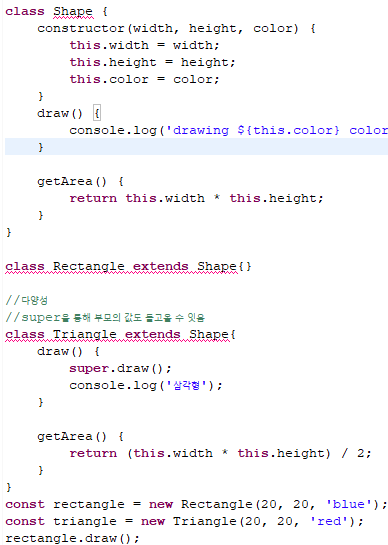 class Shape {
    constructor(width, height, color) {
        this.width = width;
        this.height = height;
        this.color = color;
    }
    draw() {
        console.log('drawing ${this.color} color
    }
    getArea() {
        return this.width * this.height;
    }
}
class Rectangle extends Shape{}
//다양성
//super을 통해 부모의 값도 들고올 수 잇음
class Triangle extends Shape{
    draw() {
        super.draw();
        console.log('삼각형');
    }
    getArea() {
        return (this.width * this.height) / 2;
    }
}
const rectangle = new Rectangle(20, 20, 'blue');
const triangle = new Triangle(20, 20, 'red');
rectangle.draw();